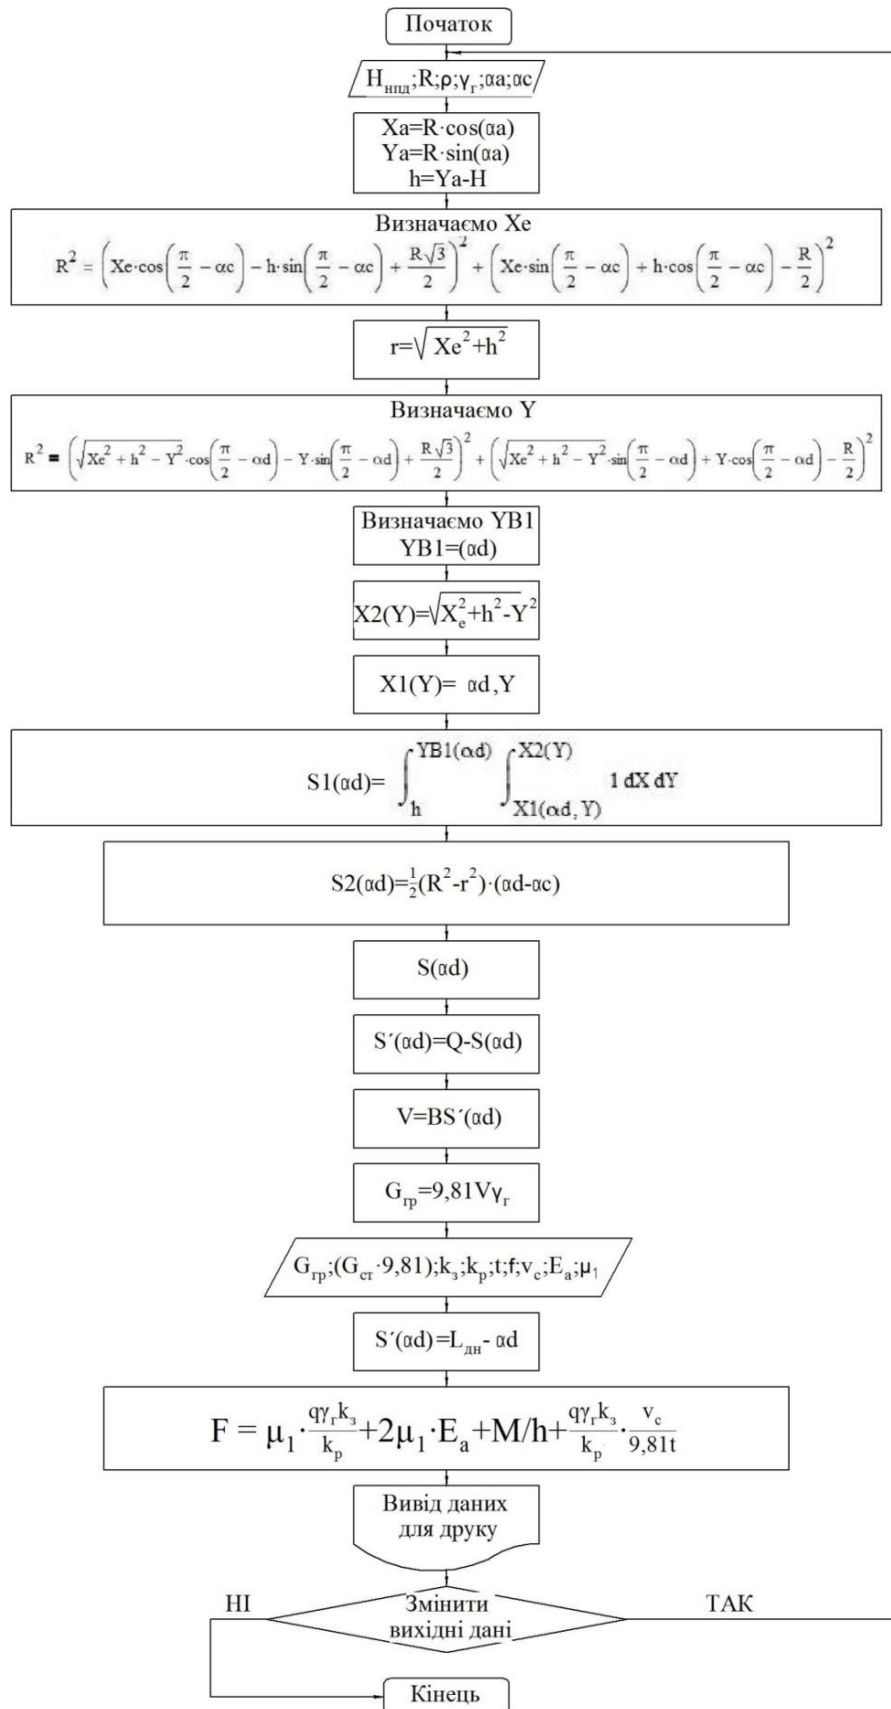 Початок
H_нпд;R;ρ;γ_г;αa;αc
Xa=R·cos(αa)
Ya=R·sin(αa)
h=Ya-H
Визначаємо Xe
R² = (Xe·cos(π/2 − αc) − h·sin(π/2 − αc) + R√3/2)² + (Xe·sin(π/2 − αc) + h·cos(π/2 − αc) − R/2)²
r=√(Xe²+h²)
Визначаємо Y
R² = (√(Xe² + h² − Y²)·cos(π/2 − αd) − Y·sin(π/2 − αd) + R√3/2)² + (√(Xe² + h² − Y²)·sin(π/2 − αd) + Y·cos(π/2 − αd) − R/2)²
Визначаємо YB1
YB1=(αd)
X2(Y)=√(X_e²+h²-Y²)
X1(Y)= αd,Y
S1(αd)= ∫_h^YB1(αd) ∫_X1(αd, Y)^X2(Y) 1 dX dY
S2(αd)=½(R²-r²)·(αd-αc)
S(αd)
S´(αd)=Q-S(αd)
V=BS´(αd)
G_гр=9,81Vγ_г
G_гр;(G_ст·9,81);k_з;k_р;t;f;v_c;E_a;μ₁
S´(αd)=L_дн- αd
F = μ₁·qγ_гk_з/k_р+2μ₁·E_a+M/h+qγ_гk_з/k_р·v_c/9,81t
Вивід даних
для друку
НІ
Змінити
вихідні дані
ТАК
Кінець